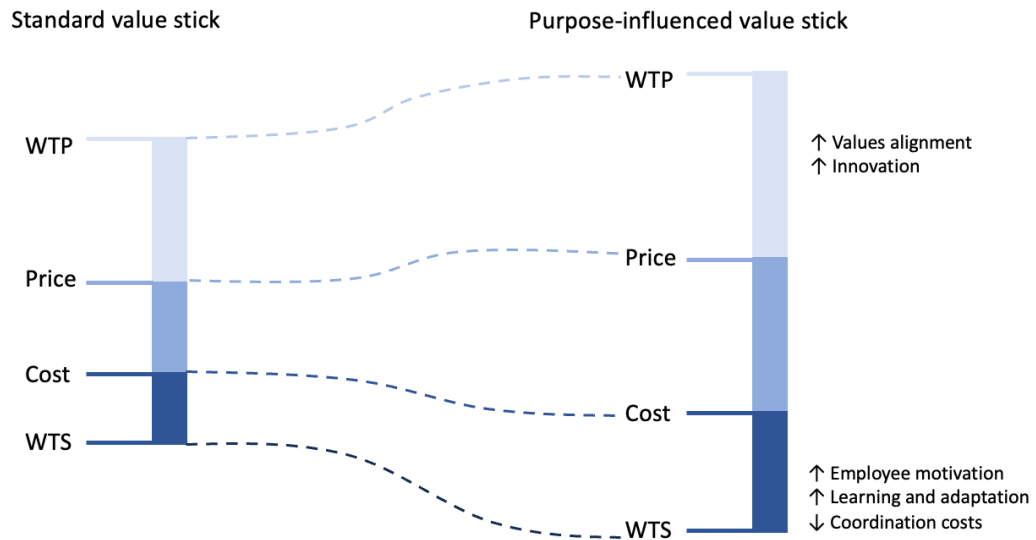 Standard value stick
Purpose-influenced value stick
WTP
Price
Cost
WTS
WTP
Price
Cost
WTS
↑ Values alignment
↑ Innovation
↑ Employee motivation
↑ Learning and adaptation
↓ Coordination costs